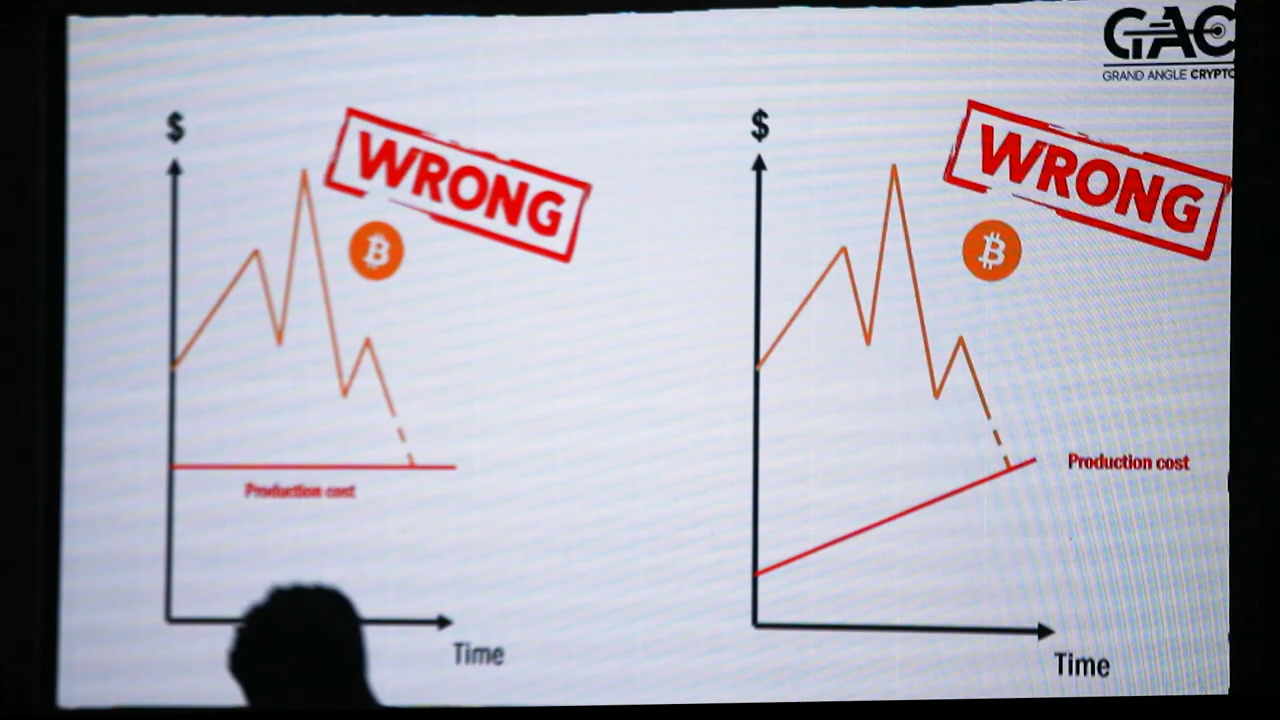 GAC
GRAND ANGLE CRYPTO
$
WRONG
Production cost
Time
$
WRONG
Production cost
Time